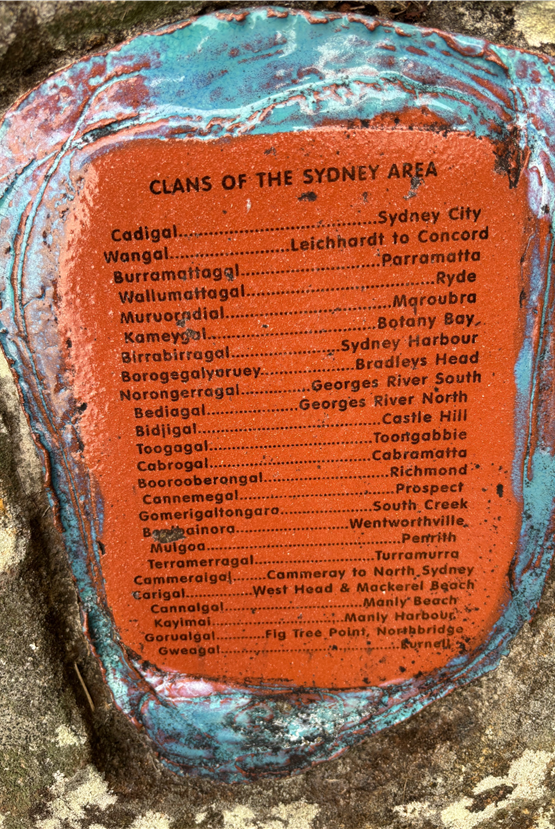 CLANS OF THE SYDNEY AREA
Cadigal........................Sydney City
Wangal........................Leichhardt to Concord
Burramattagal........................Parramatta
Wallumattagal........................Ryde
Muruoradial........................Maroubra
Kameygal........................Botany Bay
Birrabirragal........................Sydney Harbour
Borogegalyuruey........................Bradleys Head
Norongerragal........................Georges River South
Bediagal........................Georges River North
Bidjigal........................Castle Hill
Toogagal........................Toongabbie
Cabrogal........................Cabramatta
Boorooberongal........................Richmond
Cannemegal........................Prospect
Gomerigaltongara........................South Creek
........................Wentworthville
Mulgoa........................Penrith
Terramerragal........................Turramurra
Cammeraigal........Cammeray to North Sydney
Carigal................West Head & Mackerel Beach
Cannalgal........................Manly Beach
Kayimai........................Manly Harbour
Gorualgal............Fig Tree Point, Northbridge
Gweagal........................Kurnell